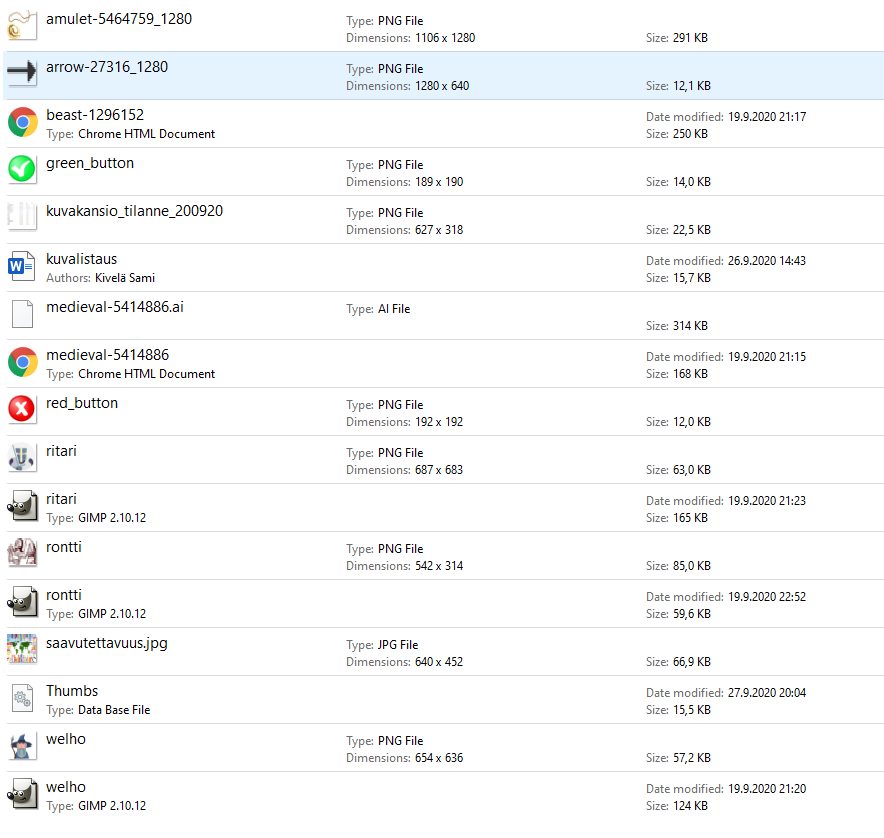 amulet-5464759_1280 Type: PNG File
Dimensions: 1106 x 1280 Size: 291 KB
arrow-27316_1280 Type: PNG File
Dimensions: 1280 x 640 Size: 12,1 KB
beast-1296152 Date modified: 19.9.2020 21:17
Type: Chrome HTML Document Size: 250 KB
green_button Type: PNG File
Dimensions: 189 x 190 Size: 14,0 KB
kuvakansio_tilanne_200920 Type: PNG File
Dimensions: 627 x 318 Size: 22,5 KB
kuvalistaus Date modified: 26.9.2020 14:43
Authors: Kivelä Sami Size: 15,7 KB
medieval-5414886.ai Type: AI File
Size: 314 KB
medieval-5414886 Date modified: 19.9.2020 21:15
Type: Chrome HTML Document Size: 168 KB
red_button Type: PNG File
Dimensions: 192 x 192 Size: 12,0 KB
ritari Type: PNG File
Dimensions: 687 x 683 Size: 63,0 KB
ritari Date modified: 19.9.2020 21:23
Type: GIMP 2.10.12 Size: 165 KB
rontti Type: PNG File
Dimensions: 542 x 314 Size: 85,0 KB
rontti Date modified: 19.9.2020 22:52
Type: GIMP 2.10.12 Size: 59,6 KB
saavutettavuus.jpg Type: JPG File
Dimensions: 640 x 452 Size: 66,9 KB
Thumbs Date modified: 27.9.2020 20:04
Type: Data Base File Size: 15,5 KB
welho Type: PNG File
Dimensions: 654 x 636 Size: 57,2 KB
welho Date modified: 19.9.2020 21:20
Type: GIMP 2.10.12 Size: 124 KB